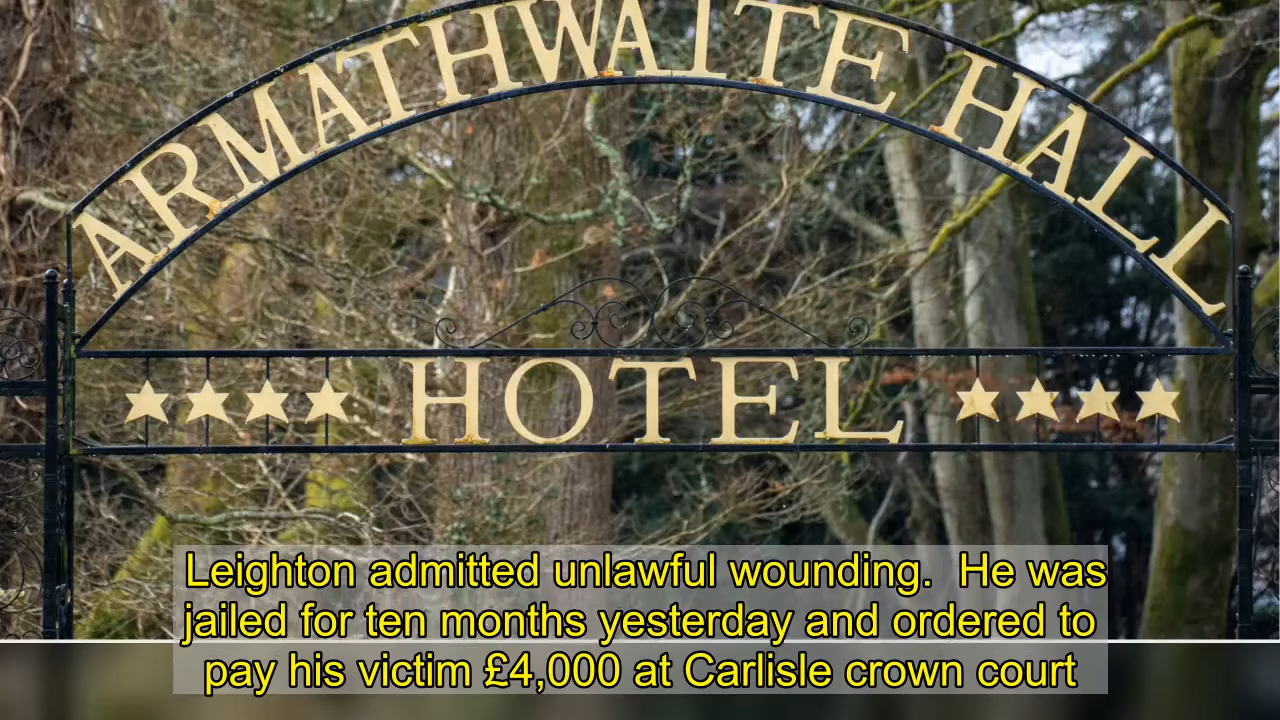 ARMATHWAITE HALL
HOTEL
Leighton admitted unlawful wounding. He was
jailed for ten months yesterday and ordered to
pay his victim £4,000 at Carlisle crown court